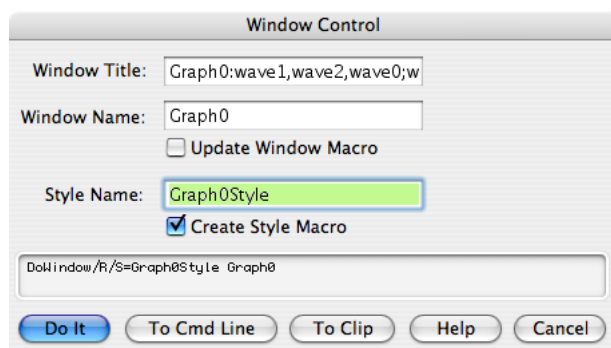 Window Control
Window Title: Graph0:wave1,wave2,wave0;w
Window Name: Graph0
Update Window Macro
Style Name: Graph0Style
Create Style Macro
DoWindow/R/S=Graph0Style Graph0
Do It To Cmd Line To Clip Help Cancel